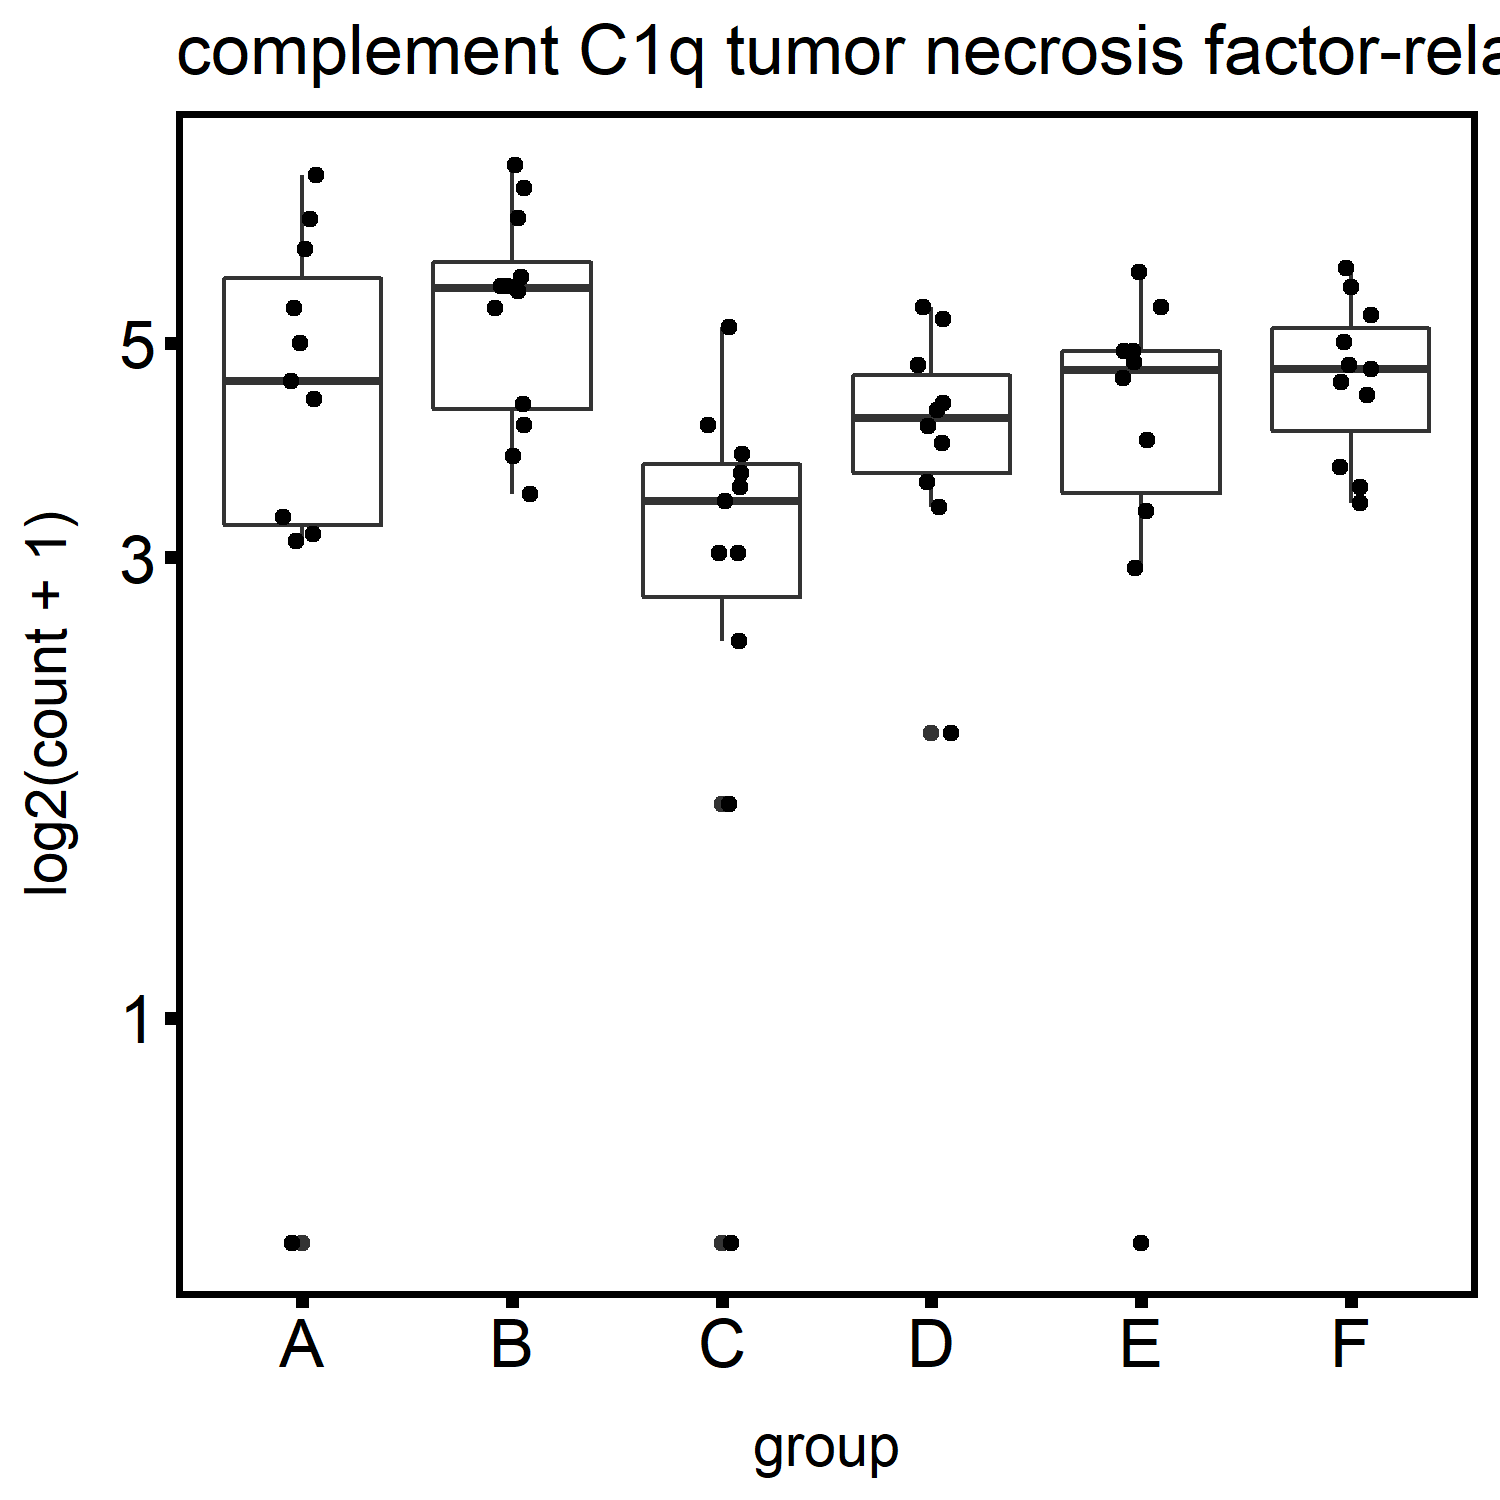 complement C1q tumor necrosis factor-rela
5
3
1
log2(count + 1)
A B C D E F
group